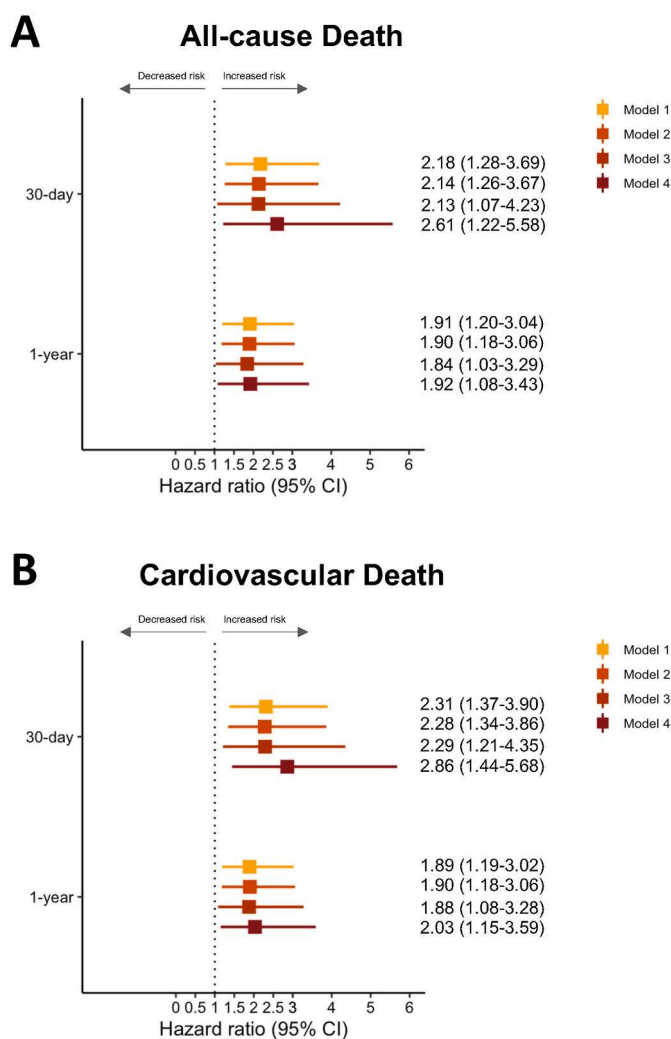 A
All-cause Death
Decreased risk Increased risk
Model 1
Model 2
Model 3
Model 4
30-day
2.18 (1.28-3.69)
2.14 (1.26-3.67)
2.13 (1.07-4.23)
2.61 (1.22-5.58)
1-year
1.91 (1.20-3.04)
1.90 (1.18-3.06)
1.84 (1.03-3.29)
1.92 (1.08-3.43)
0 0.5 1 1.5 2 2.5 3 4 5 6
Hazard ratio (95% CI)
B
Cardiovascular Death
Decreased risk Increased risk
Model 1
Model 2
Model 3
Model 4
30-day
2.31 (1.37-3.90)
2.28 (1.34-3.86)
2.29 (1.21-4.35)
2.86 (1.44-5.68)
1-year
1.89 (1.19-3.02)
1.90 (1.18-3.06)
1.88 (1.08-3.28)
2.03 (1.15-3.59)
0 0.5 1 1.5 2 2.5 3 4 5 6
Hazard ratio (95% CI)